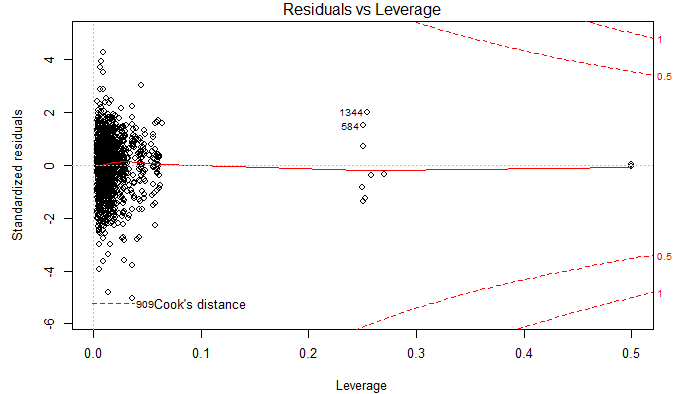 Residuals vs Leverage
Standardized residuals
4
2
0
-2
-4
-6
1
0.5
1344
584
0.5
1
909
Cook's distance
0.0 0.1 0.2 0.3 0.4 0.5
Leverage